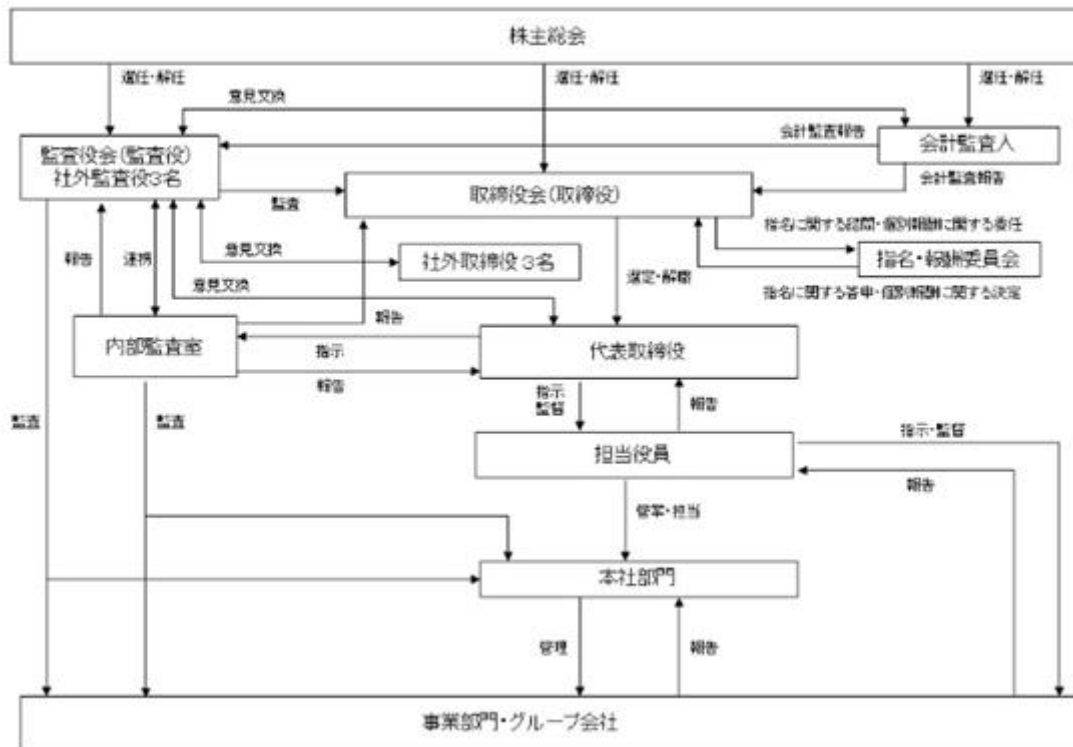 株主総会
選任・解任
選任・解任
選任・解任
意見交換
会計監査報告
監査役会(監査役)
社外監査役3名
会計監査人
監査
取締役会(取締役)
会計監査報告
指名に関する諮問・個別報酬に関する委任
報告
連携
意見交換
社外取締役3名
選定・解職
指名・報酬委員会
意見交換
指名に関する答申・個別報酬に関する決定
報告
内部監査室
指示
代表取締役
報告
指示
監督
報告
監査
監査
担当役員
指示・監督
報告
管掌・担当
本社部門
管理
報告
事業部門・グループ会社